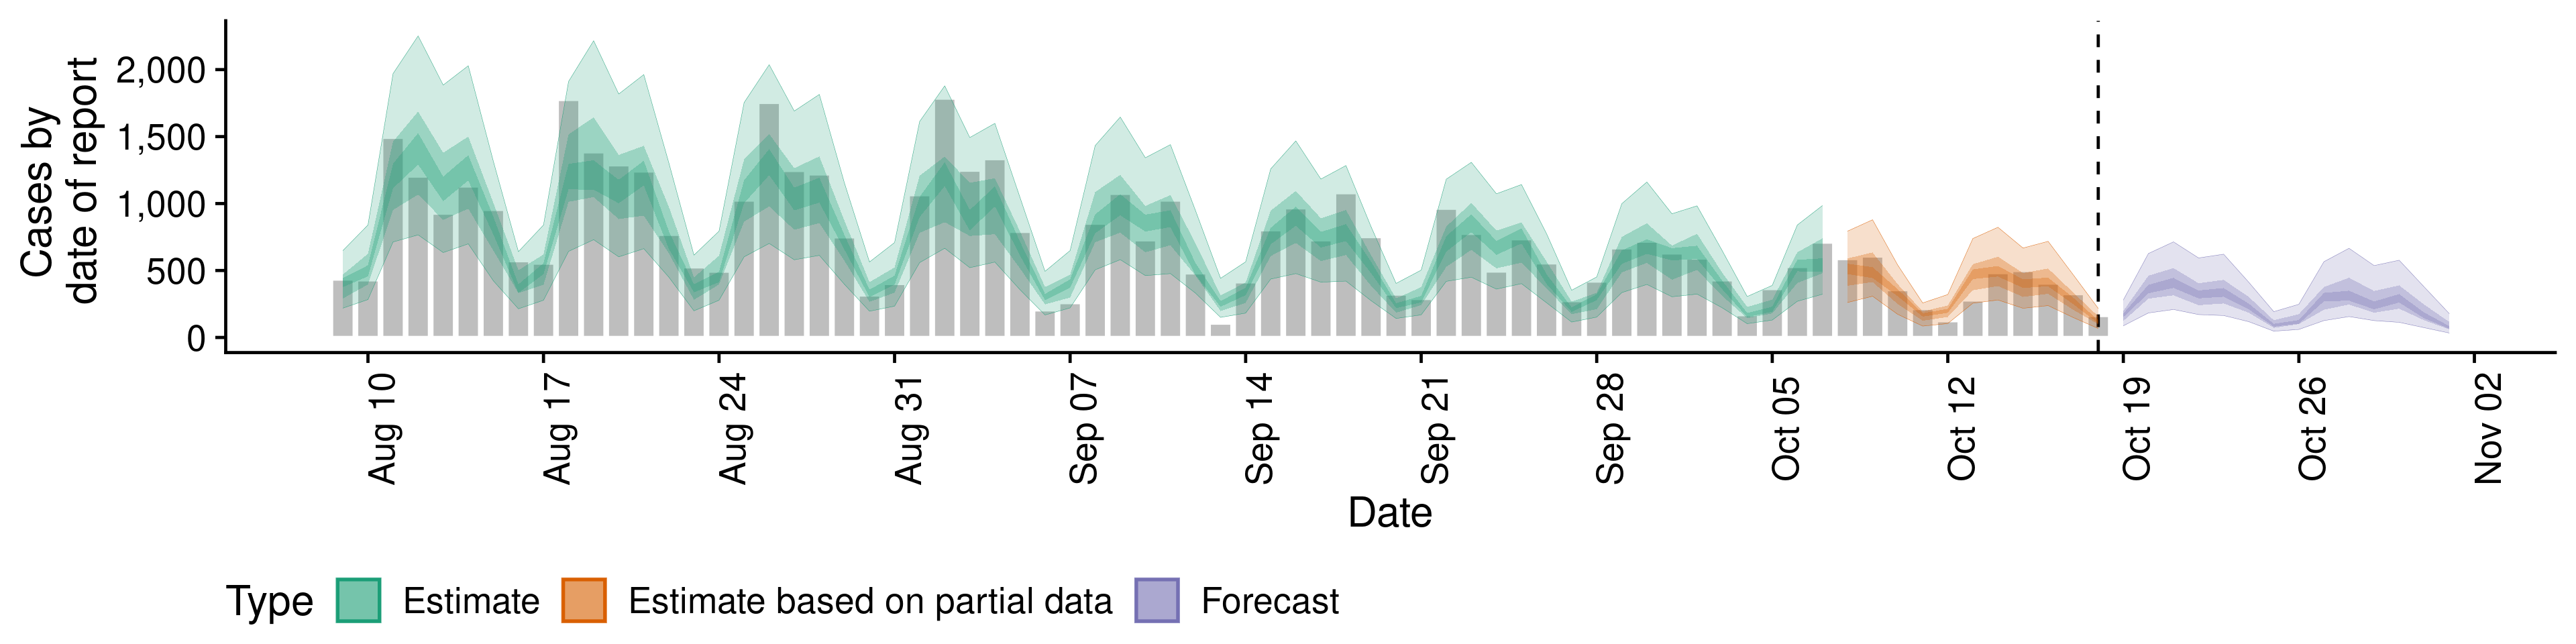 Cases by
date of report
2,000
1,500
1,000
500
0
Aug 10
Aug 17
Aug 24
Aug 31
Sep 07
Sep 14
Sep 21
Sep 28
Oct 05
Oct 12
Oct 19
Oct 26
Nov 02
Date
Type Estimate Estimate based on partial data Forecast